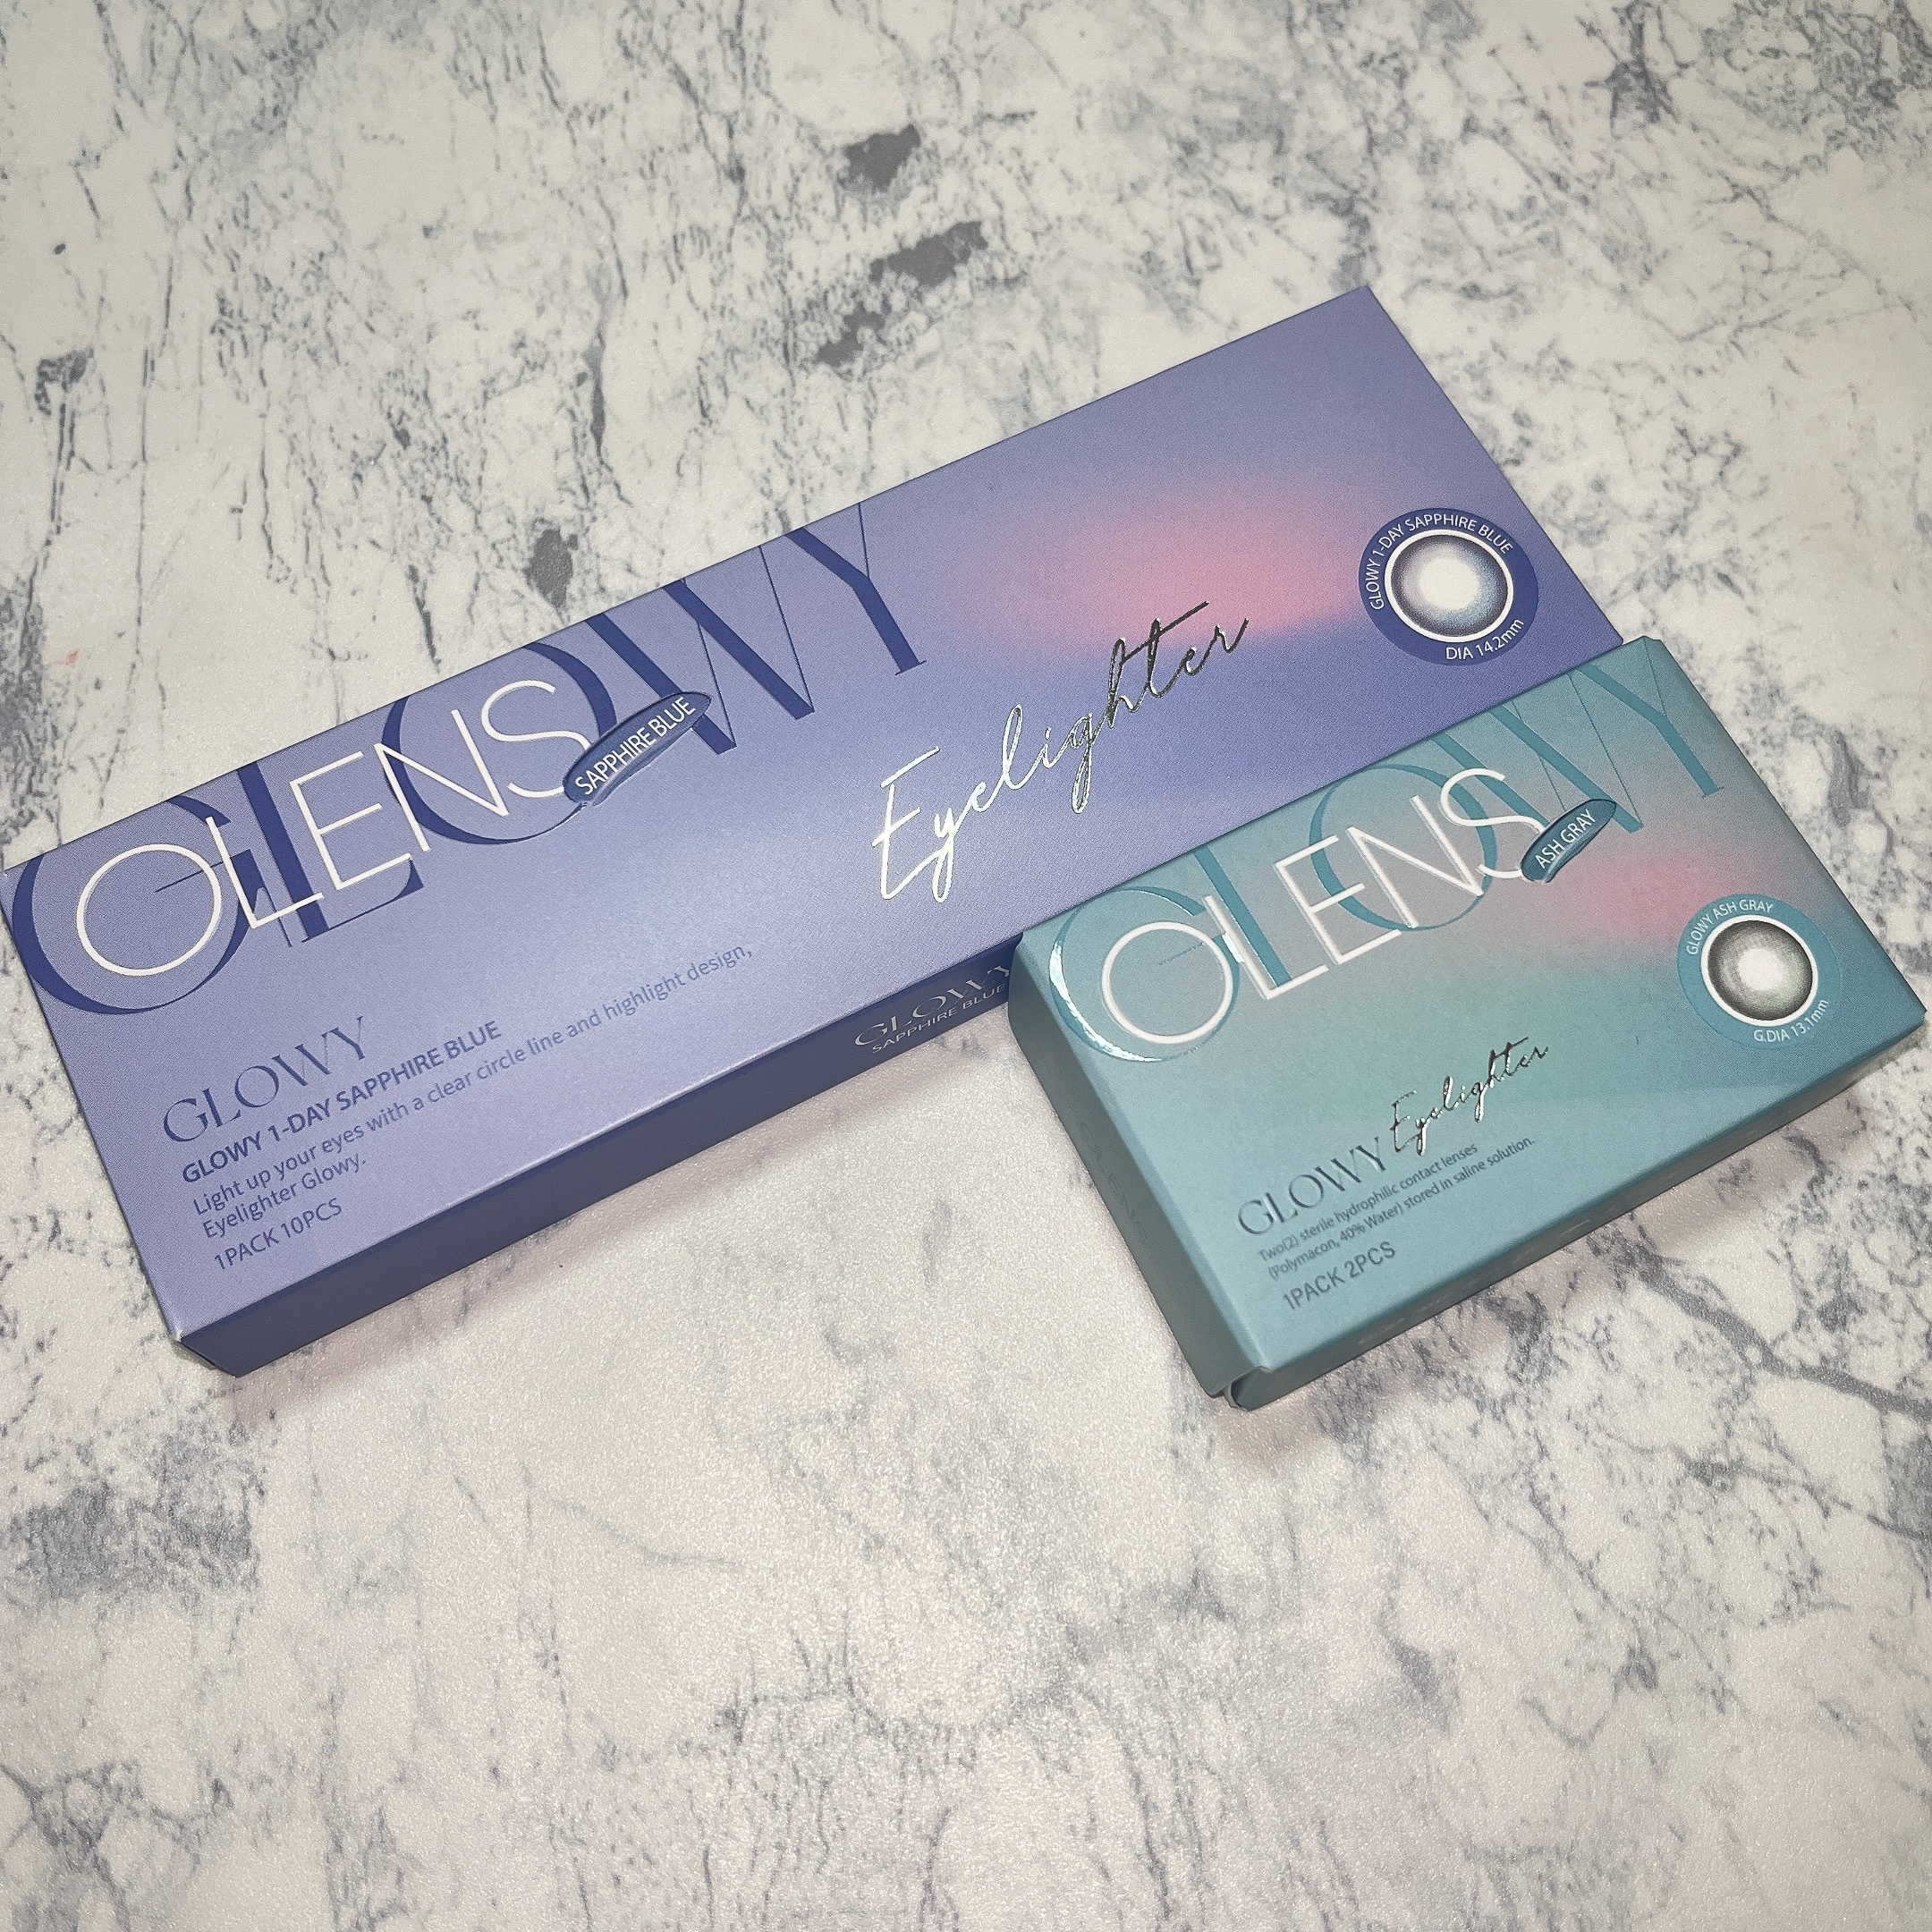 GLOWY
OLENS
SAPPHIRE BLUE
Eyelighter
GLOWY 1-DAY SAPPHIRE BLUE
DIA 14.2mm
GLOWY
GLOWY 1-DAY SAPPHIRE BLUE
Light up your eyes with a clear circle line and highlight design,
Eyelighter Glowy.
1PACK 10PCS
GLOWY
SAPPHIRE BLUE
GLOWY
OLENS
ASH GRAY
GLOWY ASH GRAY
G.DIA 13.1mm
GLOWY Eyelighter
Two(2) sterile hydrophilic contact lenses
(Polymacon, 40% Water) stored in saline solution.
1PACK 2PCS